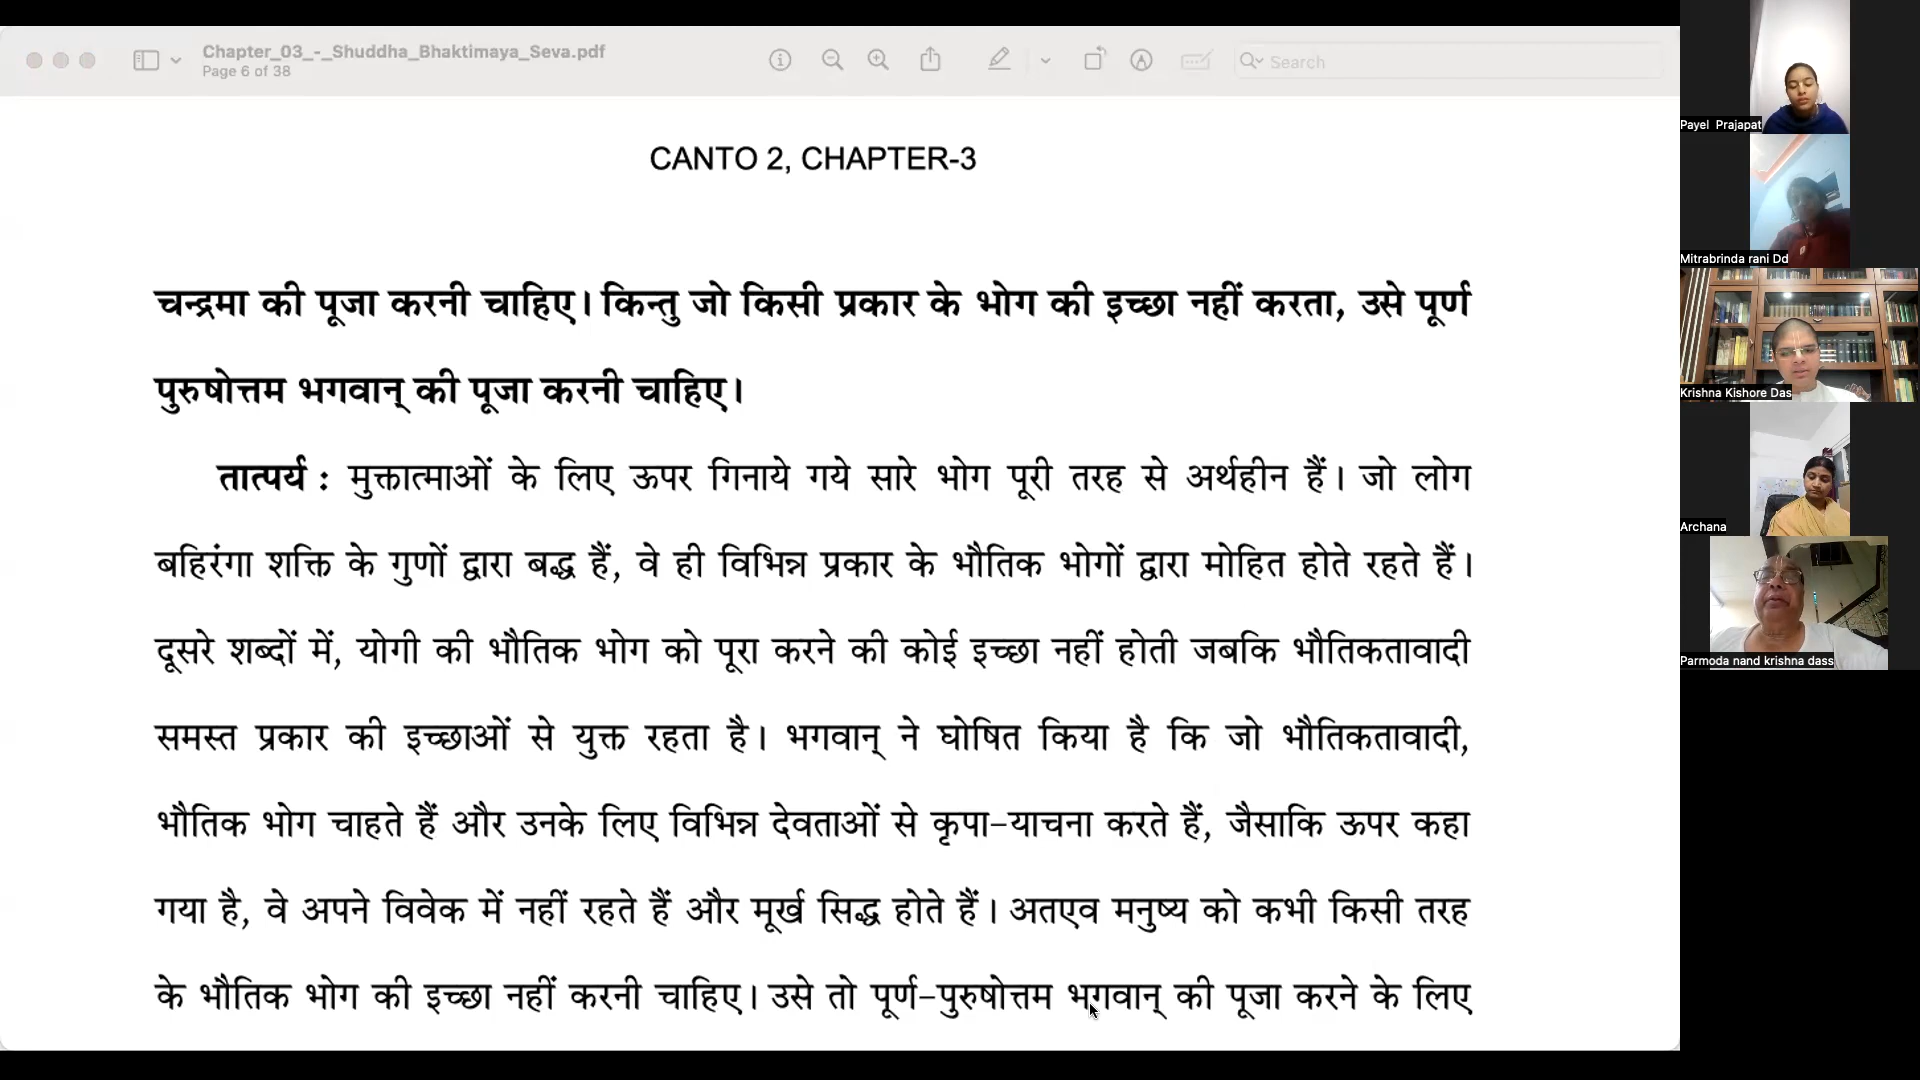 Chapter_03_-_Shuddha_Bhaktimaya_Seva.pdf
Page 6 of 38
Search
CANTO 2, CHAPTER-3
चन्द्रमा की पूजा करनी चाहिए। किन्तु जो किसी प्रकार के भोग की इच्छा नहीं करता, उसे पूर्ण
पुरुषोत्तम भगवान् की पूजा करनी चाहिए।
तात्पर्य : मुक्तात्माओं के लिए ऊपर गिनाये गये सारे भोग पूरी तरह से अर्थहीन हैं। जो लोग
बहिरंगा शक्ति के गुणों द्वारा बद्ध हैं, वे ही विभिन्न प्रकार के भौतिक भोगों द्वारा मोहित होते रहते हैं।
दूसरे शब्दों में, योगी की भौतिक भोग को पूरा करने की कोई इच्छा नहीं होती जबकि भौतिकतावादी
समस्त प्रकार की इच्छाओं से युक्त रहता है। भगवान् ने घोषित किया है कि जो भौतिकतावादी,
भौतिक भोग चाहते हैं और उनके लिए विभिन्न देवताओं से कृपा-याचना करते हैं, जैसाकि ऊपर कहा
गया है, वे अपने विवेक में नहीं रहते हैं और मूर्ख सिद्ध होते हैं। अतएव मनुष्य को कभी किसी तरह
के भौतिक भोग की इच्छा नहीं करनी चाहिए। उसे तो पूर्ण-पुरुषोत्तम भगवान् की पूजा करने के लिए
Payel Prajapat
Mitrabrinda rani Dd
Krishna Kishore Das
Archana
Parmoda nand krishna dass